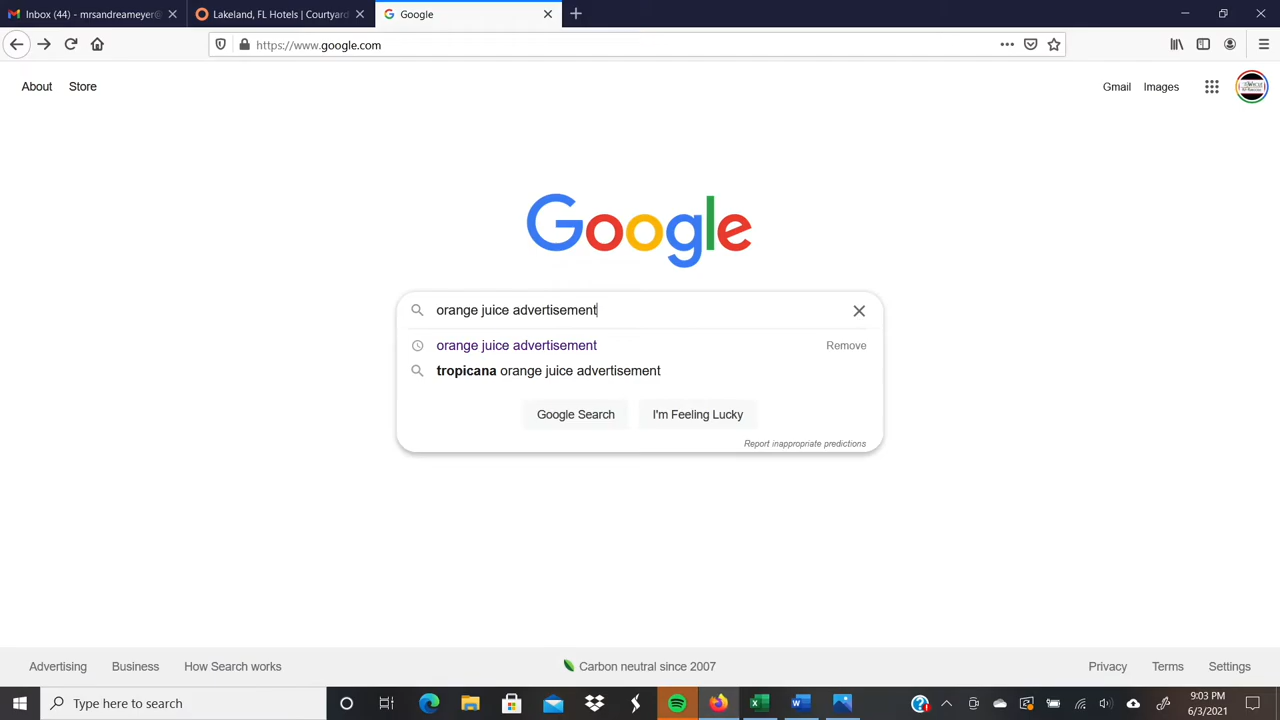 Inbox (44) - mrsandreameyer@
Lakeland, FL Hotels | Courtyard
Google
https://www.google.com
About
Store
Gmail
Images
Google
orange juice advertisement
orange juice advertisement
Remove
tropicana orange juice advertisement
Google Search
I'm Feeling Lucky
Report inappropriate predictions
Advertising
Business
How Search works
Carbon neutral since 2007
Privacy
Terms
Settings
Type here to search
9:03 PM
6/3/2021